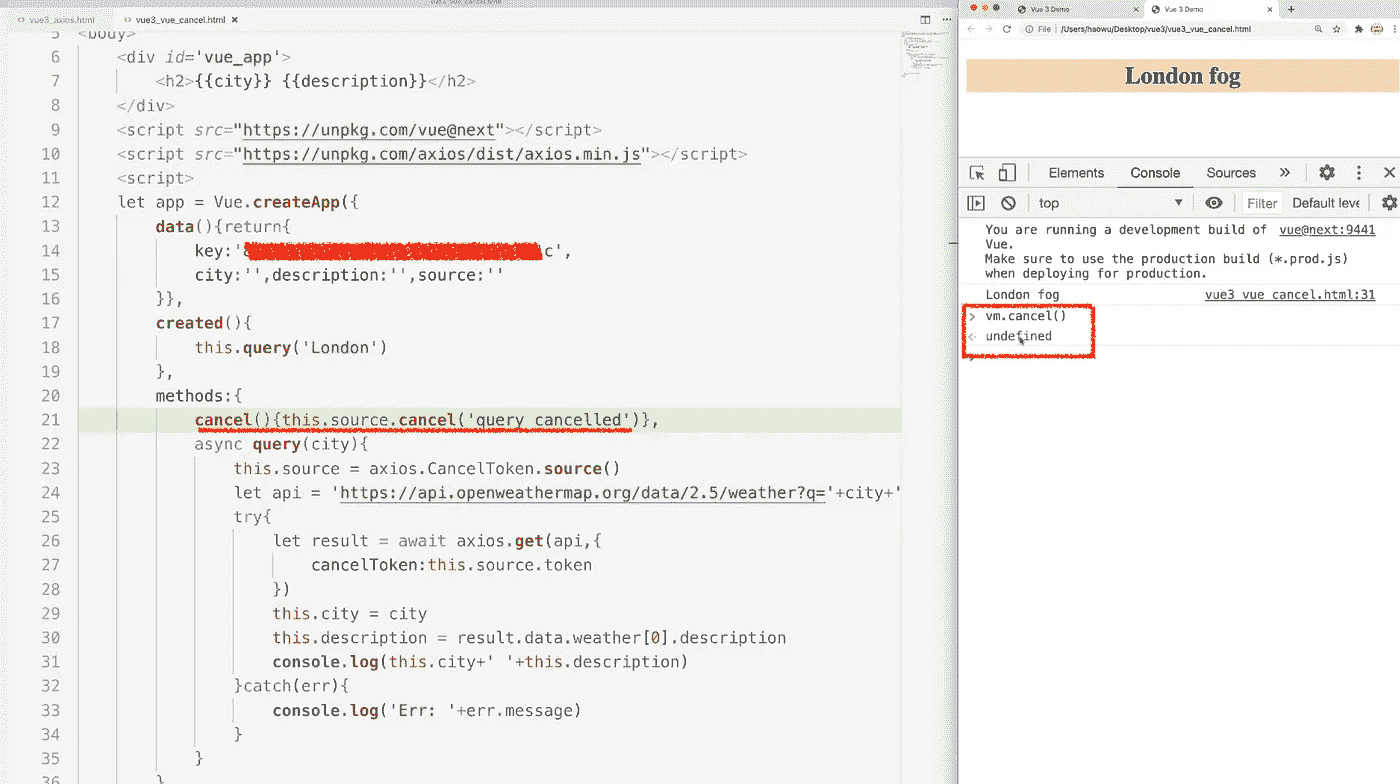 vue3_axios.html
vue3_vue_cancel.html
5 <body>
6 <div id='vue_app'>
7 <h2>{{city}} {{description}}</h2>
8 </div>
9 <script src="https://unpkg.com/vue@next"></script>
10 <script src="https://unpkg.com/axios/dist/axios.min.js"></script>
11 <script>
12 let app = Vue.createApp({
13 data(){return{
14 key:' c',
15 city:'',description:'',source:''
16 }},
17 created(){
18 this.query('London')
19 },
20 methods:{
21 cancel(){this.source.cancel('query cancelled')},
22 async query(city){
23 this.source = axios.CancelToken.source()
24 let api = 'https://api.openweathermap.org/data/2.5/weather?q='+city+'
25 try{
26 let result = await axios.get(api,{
27 cancelToken:this.source.token
28 })
29 this.city = city
30 this.description = result.data.weather[0].description
31 console.log(this.city+' '+this.description)
32 }catch(err){
33 console.log('Err: '+err.message)
34 }
35 }
36 }
Vue 3 Demo
Vue 3 Demo
File | /Users/haowu/Desktop/vue3/vue3_vue_cancel.html
London fog
Elements Console Sources
top Filter Default leve
You are running a development build of vue@next:9441
Vue.
Make sure to use the production build (*.prod.js)
when deploying for production.
London fog vue3_vue_cancel.html:31
> vm.cancel()
undefined